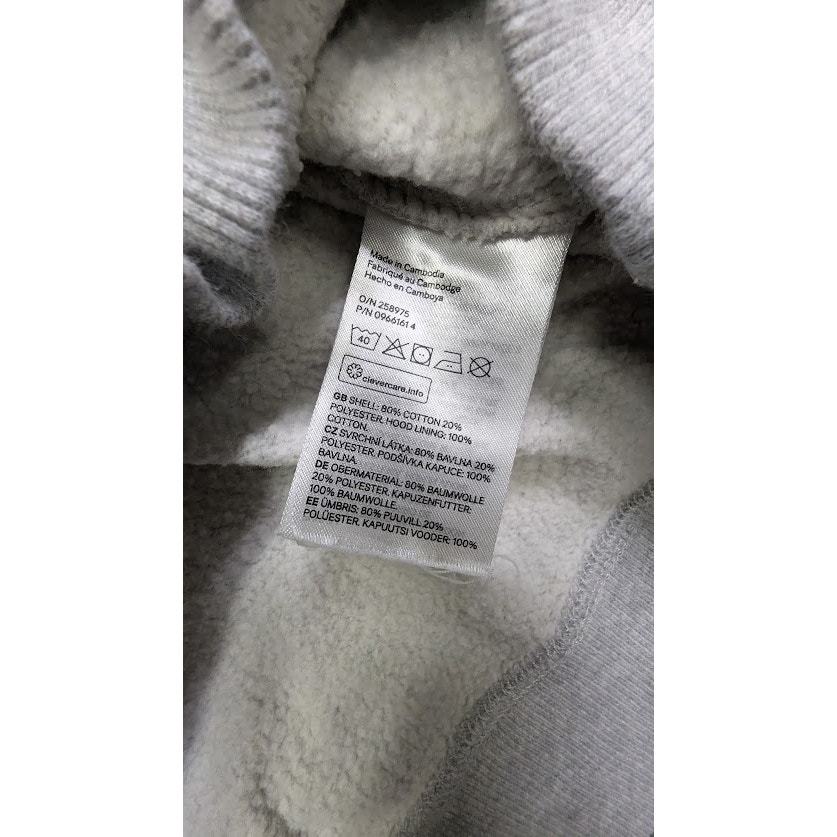 Made in Cambodia
Fabriqué au Cambodge
Hecho en Camboya
O/N 258975
P/N 0966161 4
40
clevercare.info
GB SHELL: 80% COTTON 20%
POLYESTER. HOOD LINING: 100%
COTTON.
CZ SVRCHNÍ LÁTKA: 80% BAVLNA 20%
POLYESTER. PODŠÍVKA KAPUCE: 100%
BAVLNA.
DE OBERMATERIAL: 80% BAUMWOLLE
20% POLYESTER. KAPUZENFUTTER:
100% BAUMWOLLE.
EE ÜMBRIS: 80% PUUVILL 20%
POLÜESTER. KAPUUTSI VOODER: 100%